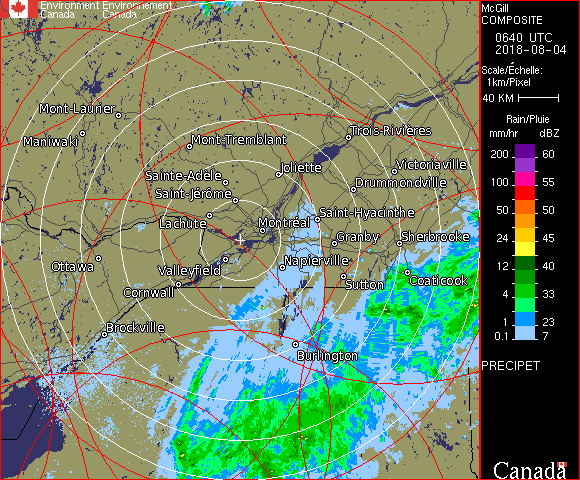 Environment Environnement
Canada Canada
McGill
COMPOSITE
0640 UTC
2018-08-04
Scale/Échelle:
1km/Pixel
40 KM
Rain/Pluie
mm/hr dBZ
200 60
55
100 55
50 50
24 45
12 40
4 33
1 23
0.1 7
PRECIPET
Canada
Mont-Laurier
Maniwaki
Mont-Tremblant
Trois-Rivières
Sainte-Adèle
Joliette
Victoriaville
Saint-Jérôme
Drummondville
Lachute
Montréal
Saint-Hyacinthe
Granby
Sherbrooke
Ottawa
Valleyfield
Napierville
Sutton
Coaticook
Cornwall
Brockville
Burlington